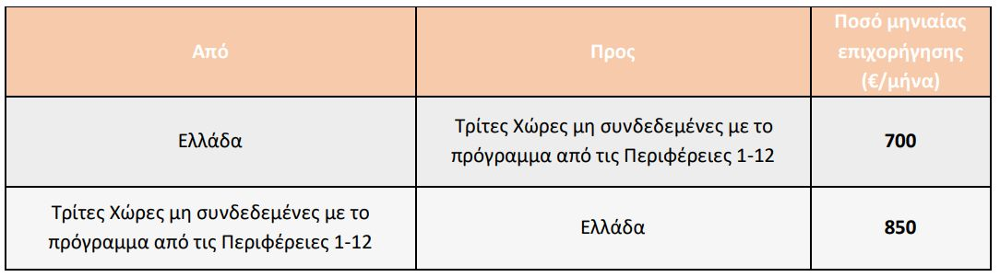 Από
Προς
Ποσό μηνιαίας
επιχορήγησης
(€/μήνα)
Ελλάδα
Τρίτες Χώρες μη συνδεδεμένες με το
πρόγραμμα από τις Περιφέρειες 1-12
700
Τρίτες Χώρες μη συνδεδεμένες με το
πρόγραμμα από τις Περιφέρειες 1-12
Ελλάδα
850